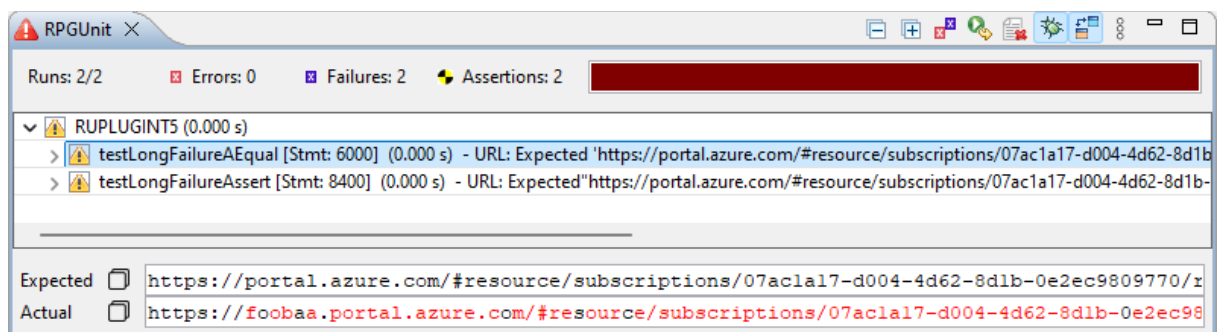 RPGUnit
Runs: 2/2 Errors: 0 Failures: 2 Assertions: 2
RUPLUGINT5 (0.000 s)
testLongFailureAEqual [Stmt: 6000] (0.000 s) - URL: Expected 'https://portal.azure.com/#resource/subscriptions/07ac1a17-d004-4d62-8d1b
testLongFailureAssert [Stmt: 8400] (0.000 s) - URL: Expected"https://portal.azure.com/#resource/subscriptions/07ac1a17-d004-4d62-8d1b-
Expected https://portal.azure.com/#resource/subscriptions/07ac1a17-d004-4d62-8d1b-0e2ec9809770/r
Actual https://foobaa.portal.azure.com/#resource/subscriptions/07ac1a17-d004-4d62-8d1b-0e2ec98